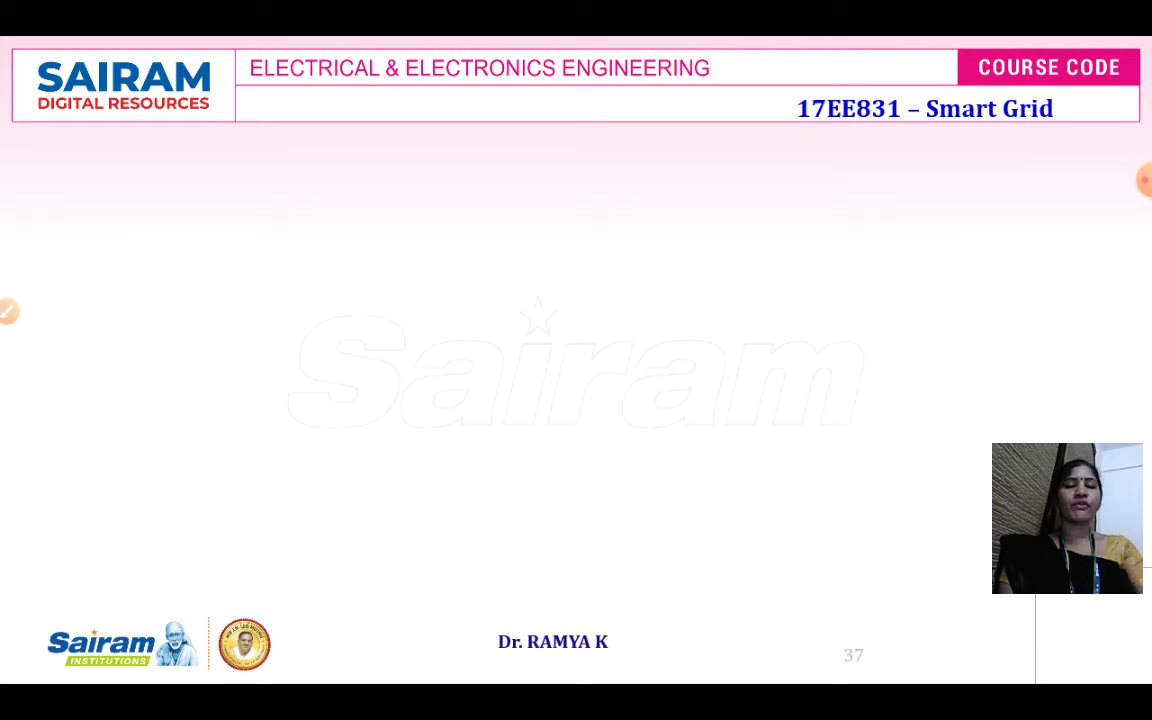 SAIRAM
DIGITAL RESOURCES
ELECTRICAL & ELECTRONICS ENGINEERING
COURSE CODE
17EE831 – Smart Grid
Sairam
Sairam
INSTITUTIONS
Dr. RAMYA K
37